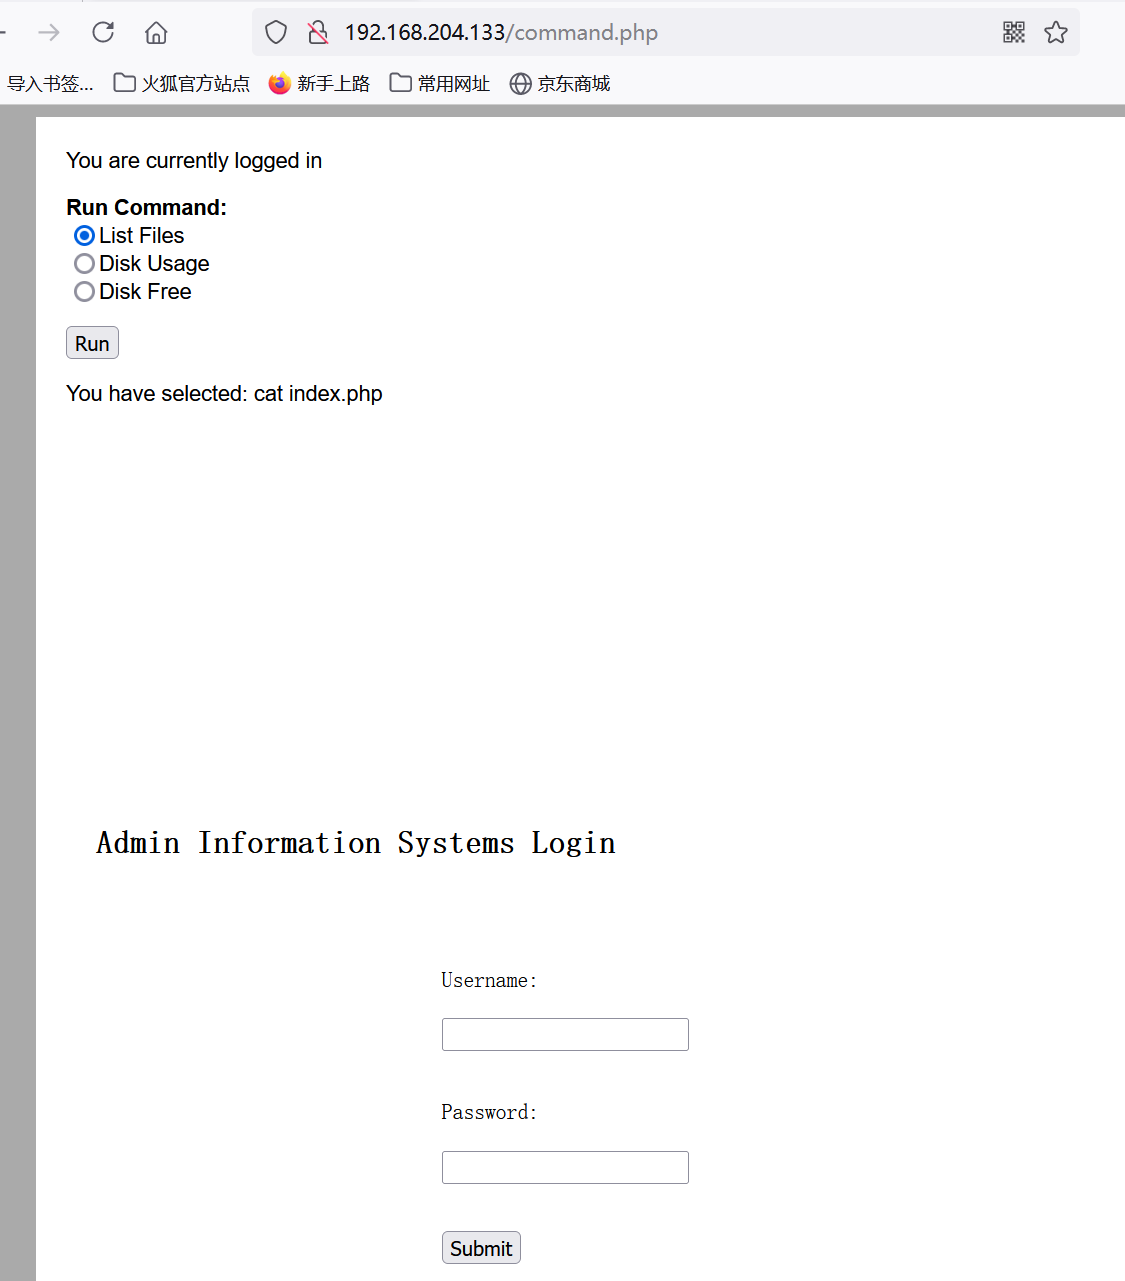 192.168.204.133/command.php
导入书签... 火狐官方站点 新手上路 常用网址 京东商城
You are currently logged in
Run Command:
List Files
Disk Usage
Disk Free
Run
You have selected: cat index.php
Admin Information Systems Login
Username:
Password:
Submit